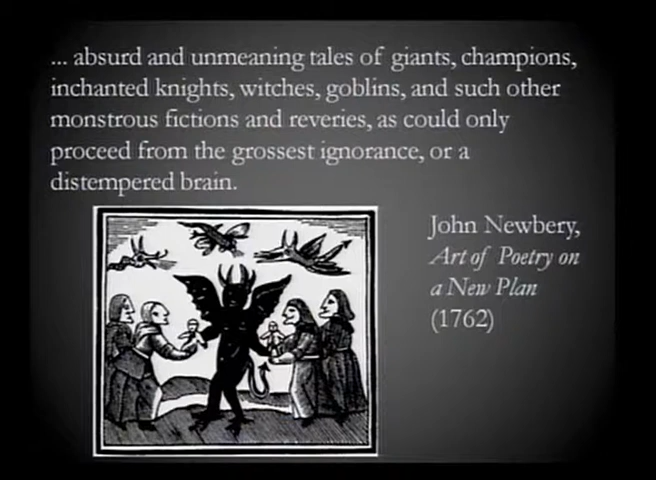 ... absurd and unmeaning tales of giants, champions,
inchanted knights, witches, goblins, and such other
monstrous fictions and reveries, as could only
proceed from the grossest ignorance, or a
distempered brain.
John Newbery,
Art of Poetry on
a New Plan
(1762)